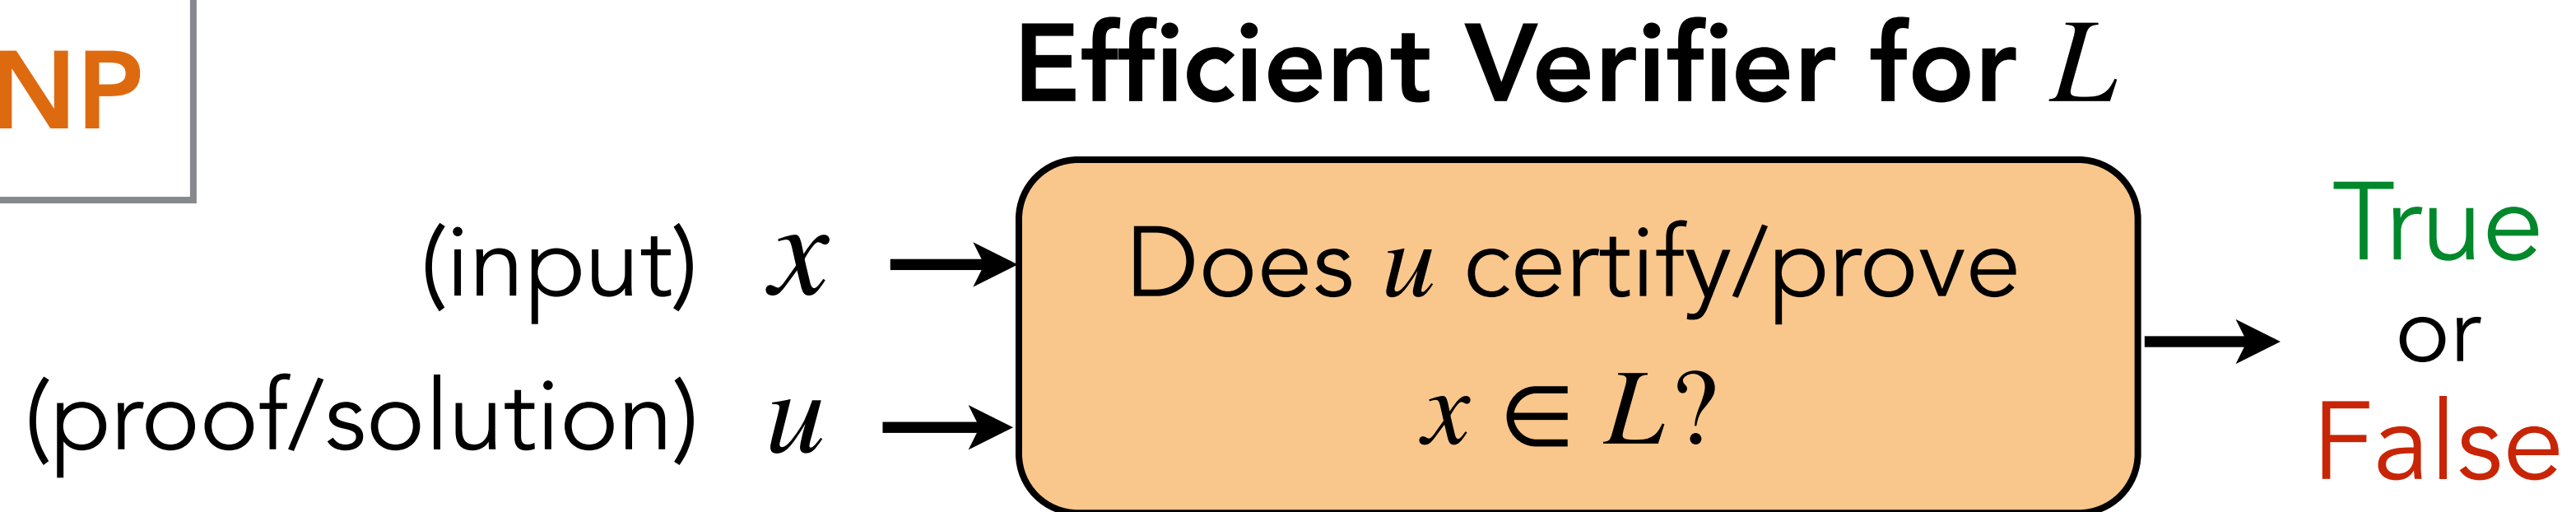 NP
Efficient Verifier for L
(input) x
(proof/solution) u
Does u certify/prove
x ∈ L?
True
or
False